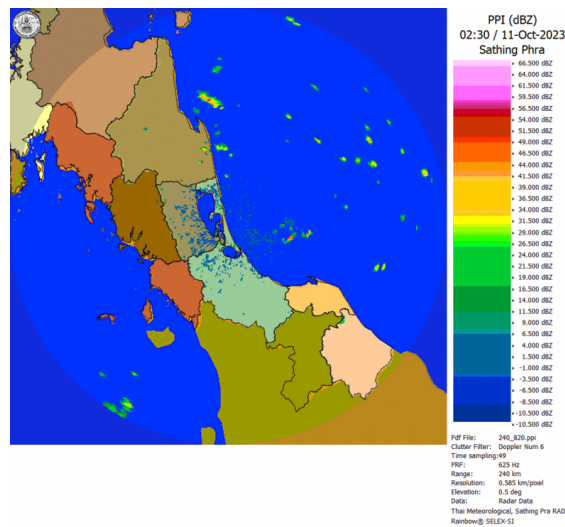 PPI (dBZ)
02:30 / 11-Oct-2023
Sathing Phra
66.500 dBZ
64.000 dBZ
61.500 dBZ
59.500 dBZ
56.500 dBZ
54.000 dBZ
51.500 dBZ
49.000 dBZ
46.500 dBZ
44.000 dBZ
41.500 dBZ
39.000 dBZ
36.500 dBZ
34.000 dBZ
31.500 dBZ
29.000 dBZ
26.500 dBZ
24.000 dBZ
21.500 dBZ
19.000 dBZ
16.500 dBZ
14.000 dBZ
11.500 dBZ
9.000 dBZ
6.500 dBZ
4.000 dBZ
1.500 dBZ
-1.000 dBZ
-3.500 dBZ
-6.500 dBZ
-8.500 dBZ
-10.500 dBZ
-10.500 dBZ
Pdf File: 240_820.ppi
Clutter Filter: Doppler Num 6
Time sampling:49
PRF: 625 Hz
Range: 240 km
Resolution: 0.585 km/pixel
Elevation: 0.5 deg
Data: Radar Data
Thai Meteorological, Sathing Pra RAD
Rainbow® SELEX-SI